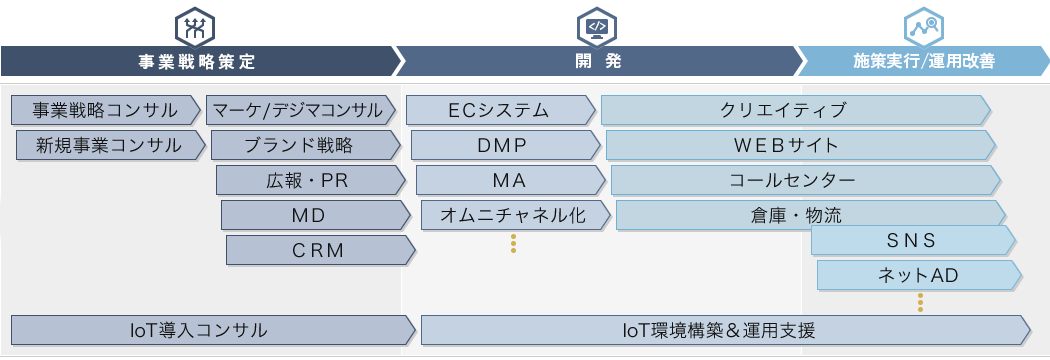 事業戦略策定
開 発
施策実行/運用改善
事業戦略コンサル
マーケ/デジマコンサル
ECシステム
クリエイティブ
新規事業コンサル
ブランド戦略
DMP
WEBサイト
広報・PR
MA
コールセンター
MD
オムニチャネル化
倉庫・物流
CRM
SNS
ネットAD
IoT導入コンサル
IoT環境構築＆運用支援